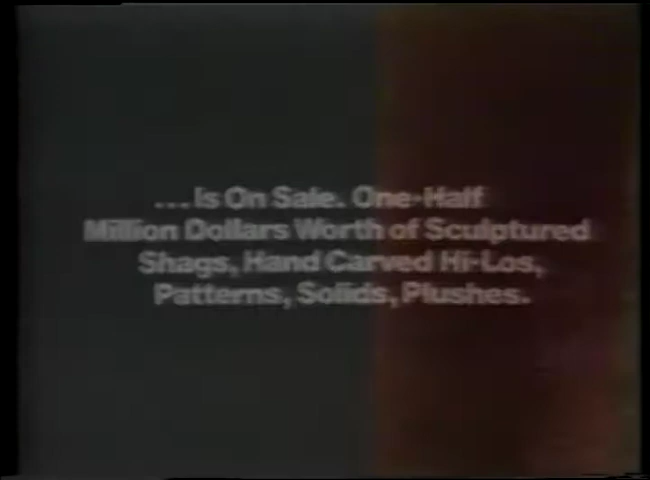 ...Is On Sale. One-Half
Million Dollars Worth of Sculptured
Shags, Hand Carved Hi-Los,
Patterns, Solids, Plushes.